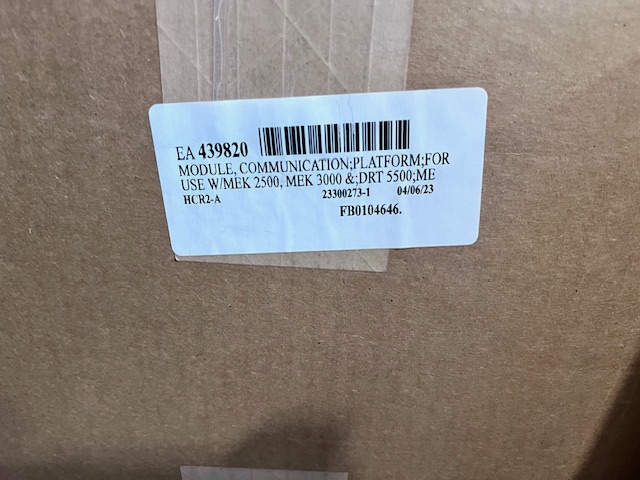 EA 439820
MODULE, COMMUNICATION;PLATFORM;FOR
USE W/MEK 2500, MEK 3000 &;DRT 5500;ME
HCR2-A 23300273-1 04/06/23
FB0104646.